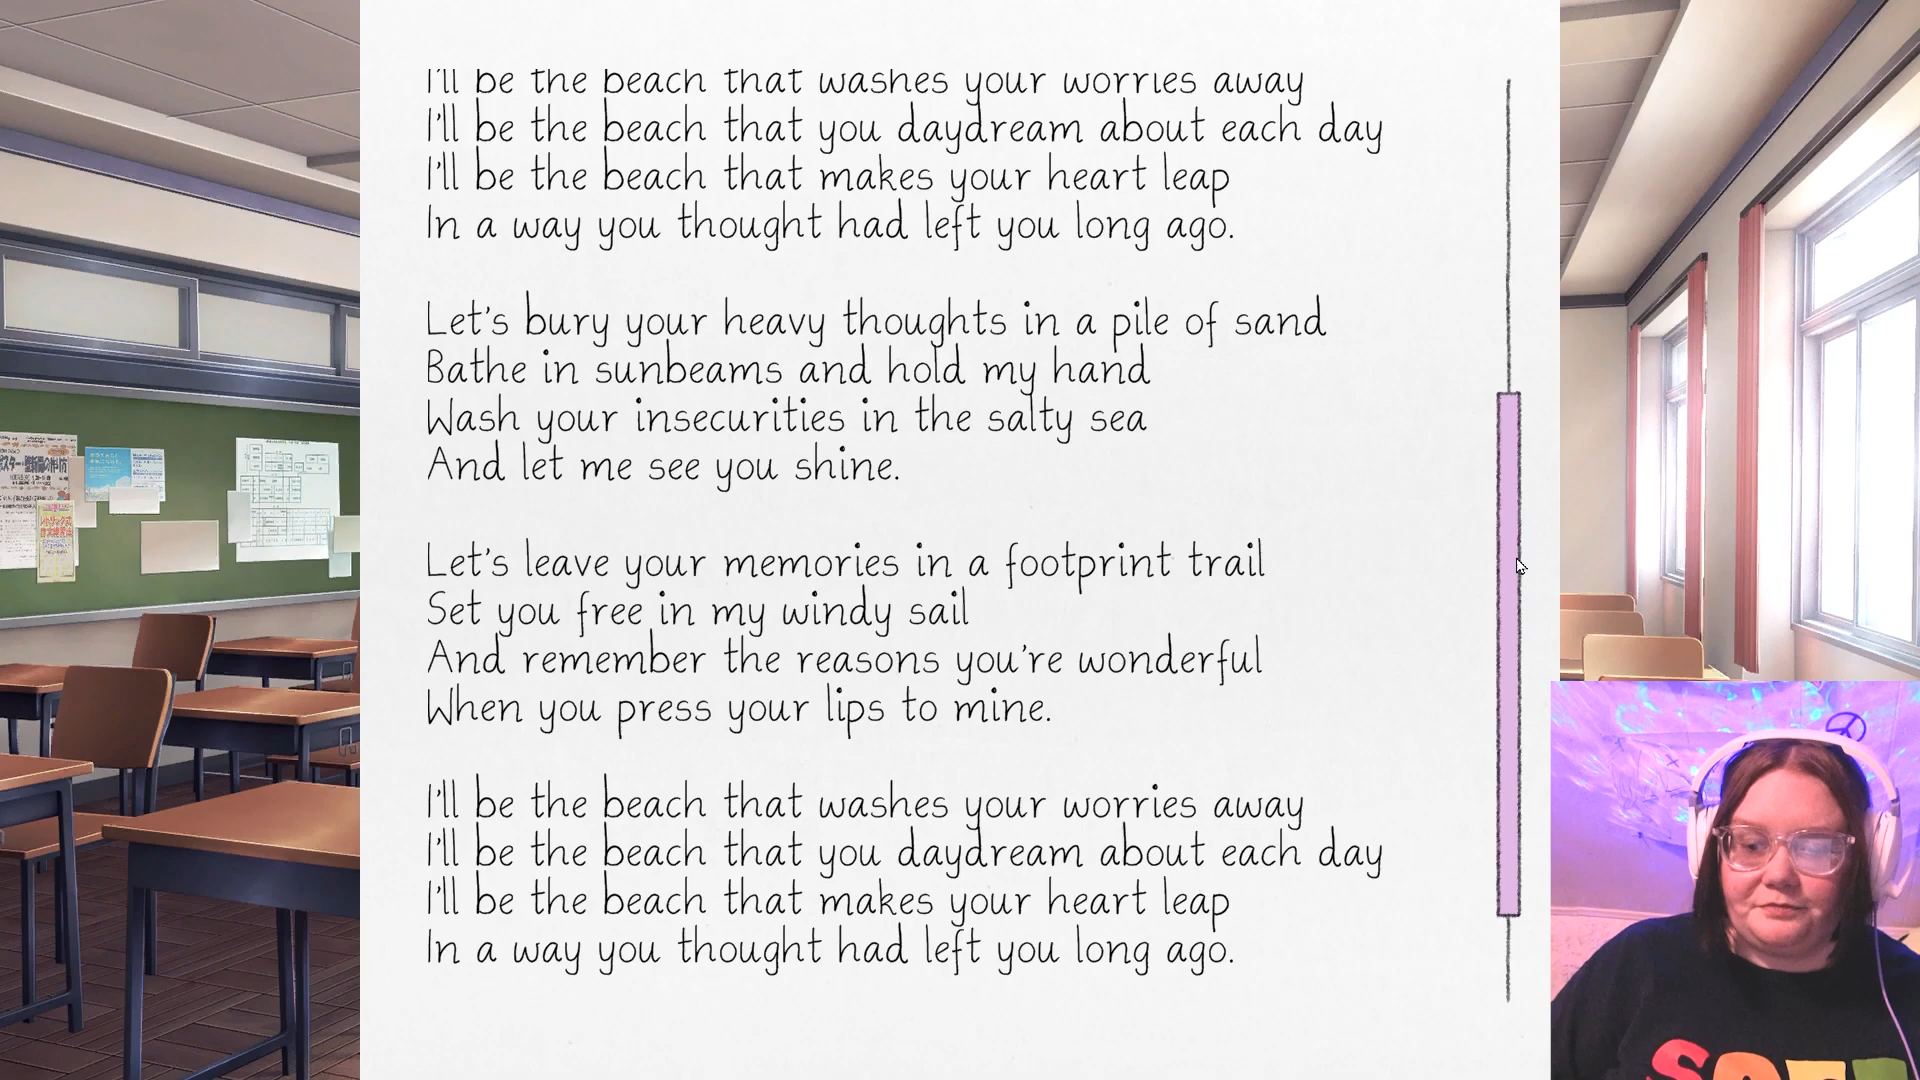 I'll be the beach that washes your worries away
I'll be the beach that you daydream about each day
I'll be the beach that makes your heart leap
In a way you thought had left you long ago.
Let's bury your heavy thoughts in a pile of sand
Bathe in sunbeams and hold my hand
Wash your insecurities in the salty sea
And let me see you shine.
Let's leave your memories in a footprint trail
Set you free in my windy sail
And remember the reasons you're wonderful
When you press your lips to mine.
I'll be the beach that washes your worries away
I'll be the beach that you daydream about each day
I'll be the beach that makes your heart leap
In a way you thought had left you long ago.